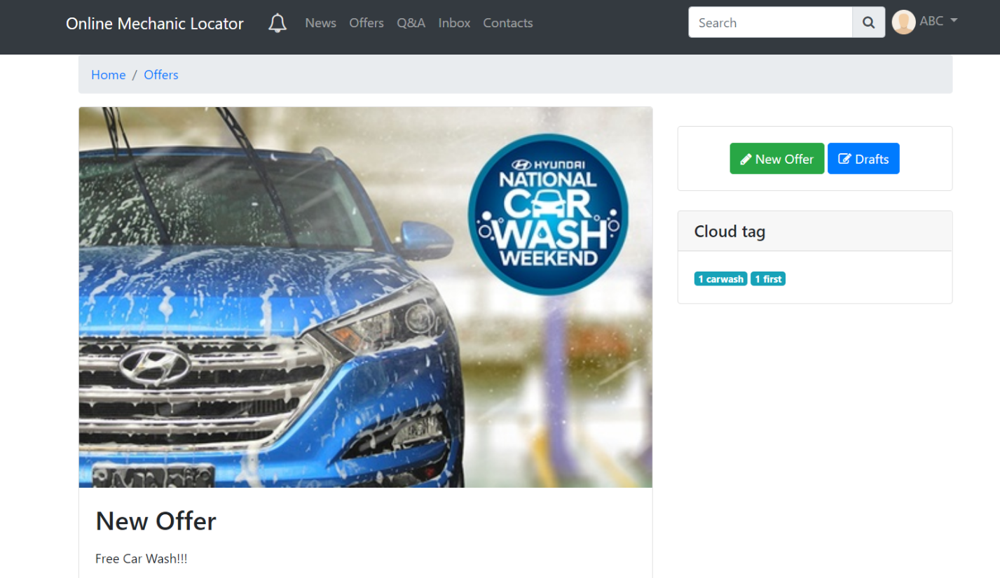 Online Mechanic Locator News Offers Q&A Inbox Contacts Search ABC
Home / Offers
HYUNDAI
NATIONAL
CAR
WASH
WEEKEND
New Offer Drafts
Cloud tag
1 carwash 1 first
New Offer
Free Car Wash!!!